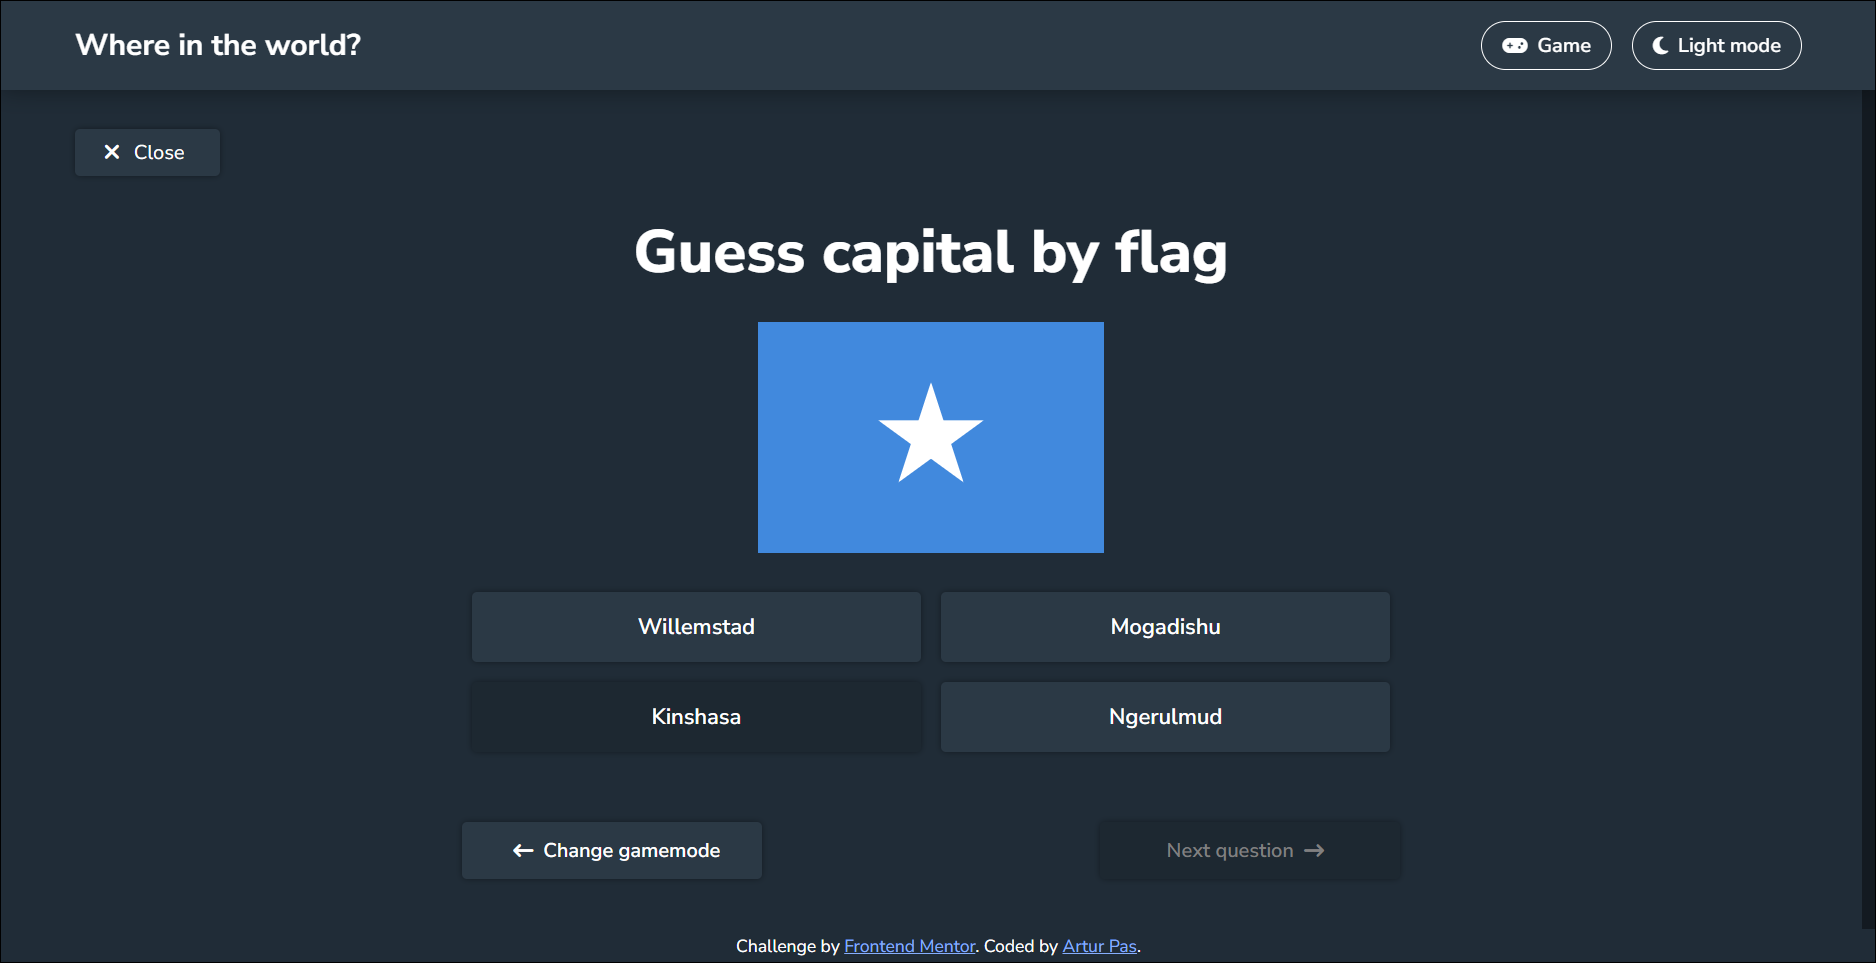 Where in the world?
Game
Light mode
Close
Guess capital by flag
Willemstad
Mogadishu
Kinshasa
Ngerulmud
Change gamemode
Next question
Challenge by Frontend Mentor. Coded by Artur Pas.